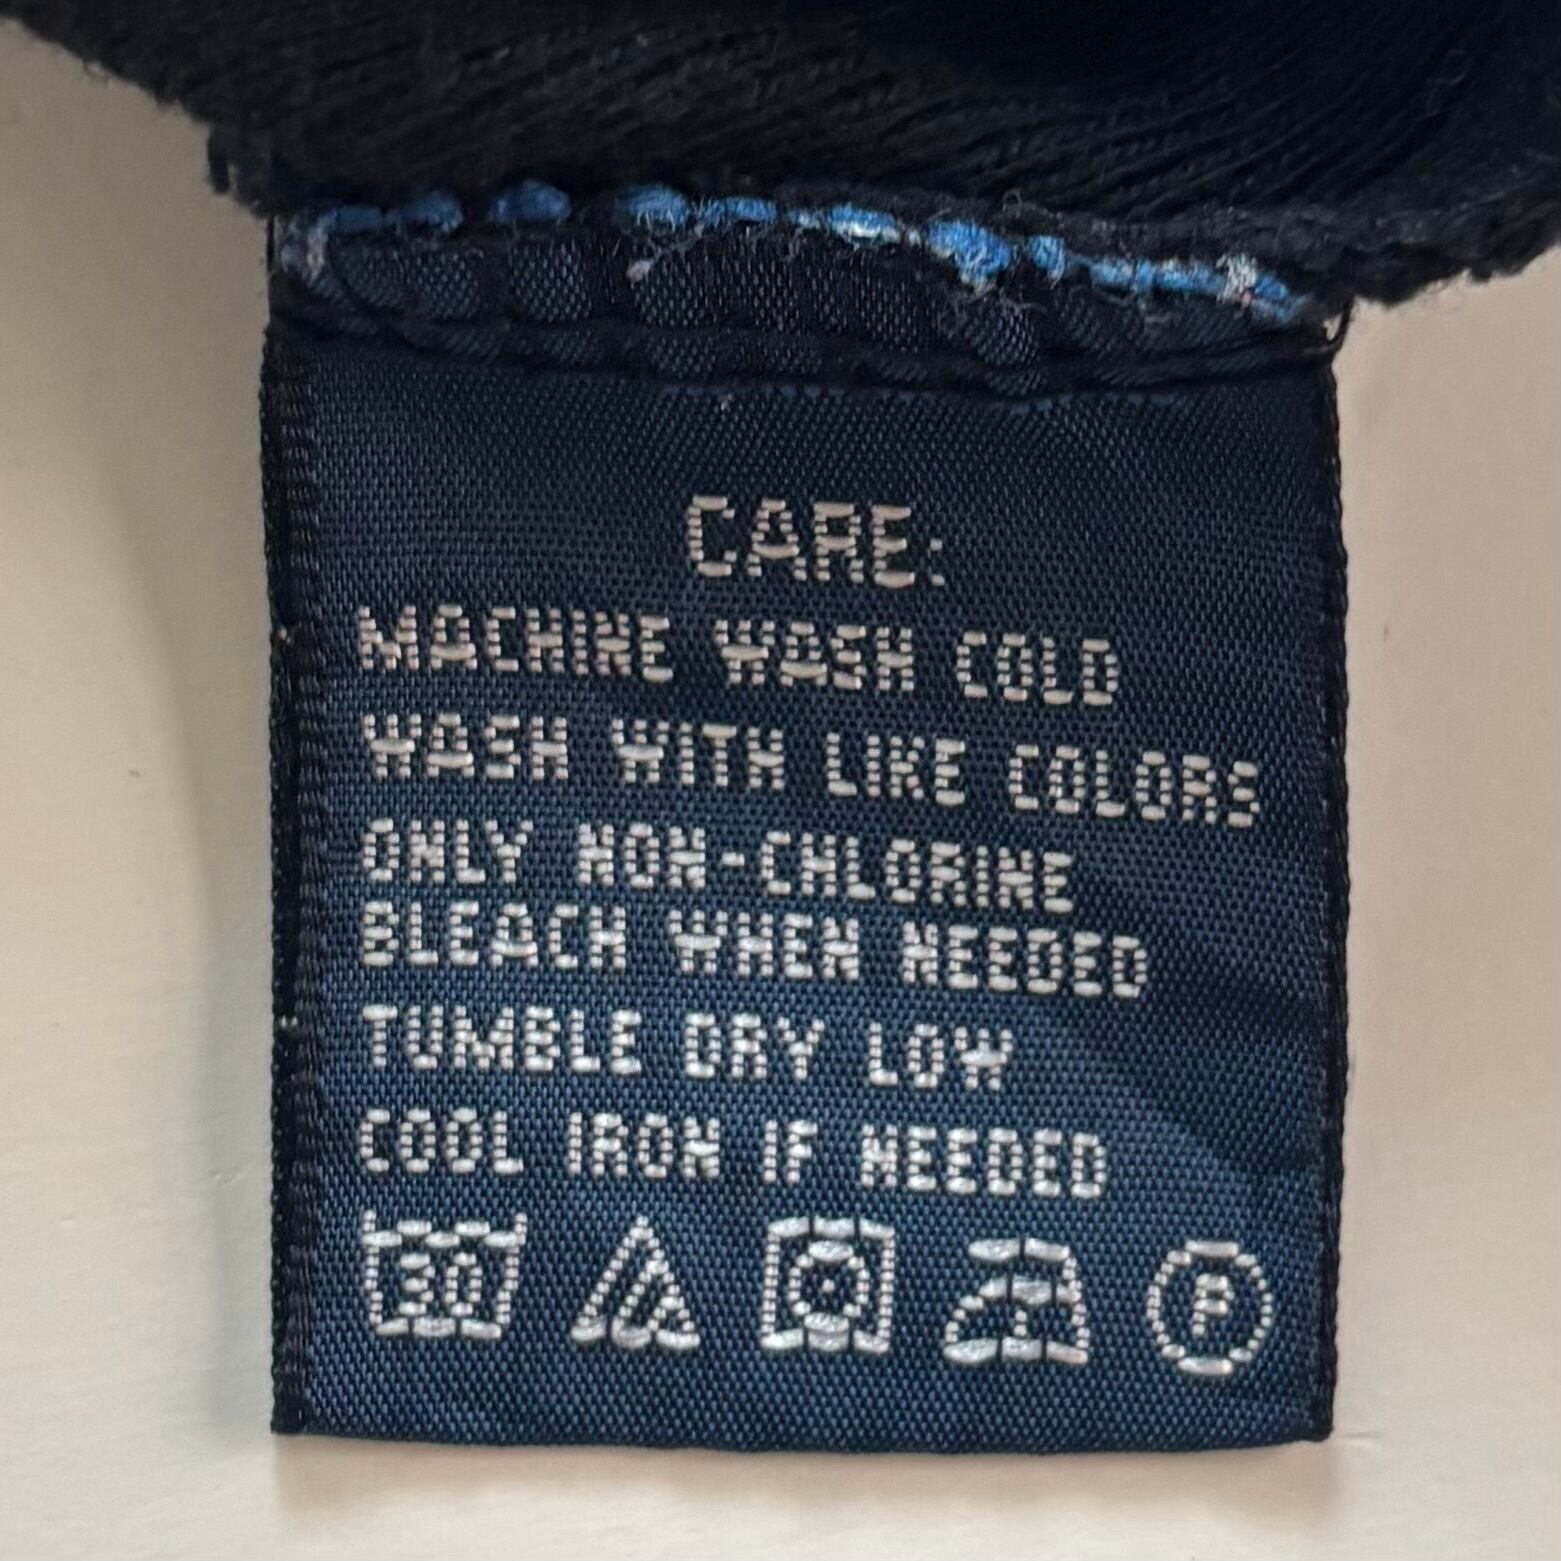 CARE:
MACHINE WASH COLD
WASH WITH LIKE COLORS
ONLY NON-CHLORINE
BLEACH WHEN NEEDED
TUMBLE DRY LOW
COOL IRON IF NEEDED
30 P